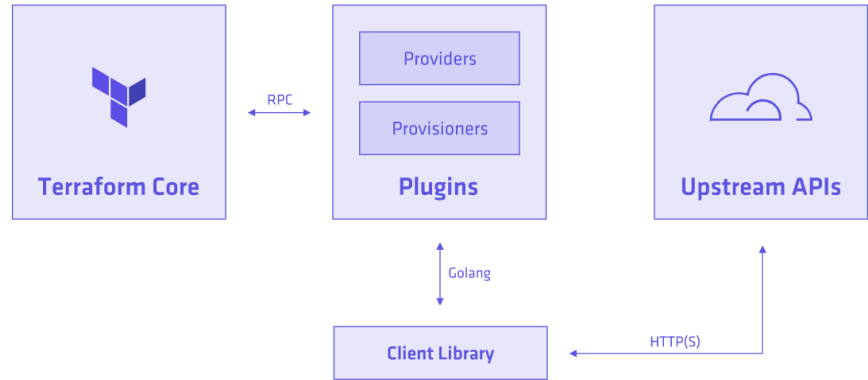 Providers
RPC
Provisioners
Terraform Core
Plugins
Upstream APIs
Golang
HTTP(S)
Client Library